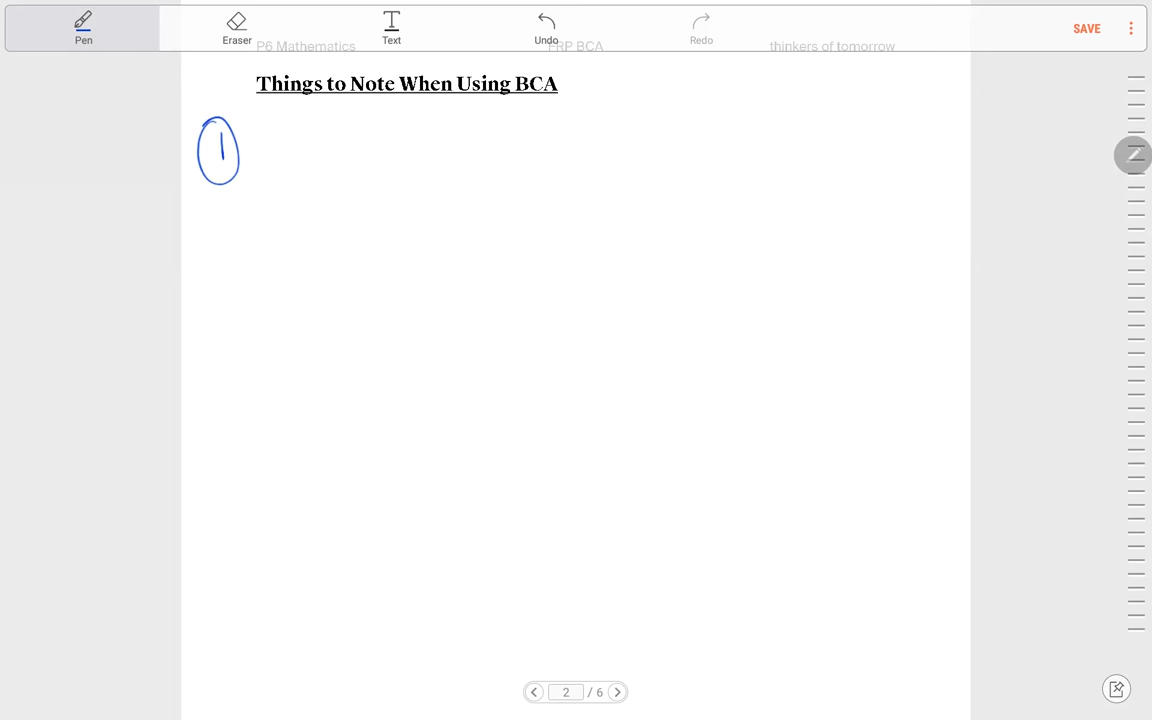 Pen Eraser Text Undo Redo SAVE
P6 Mathematics FRP BCA thinkers of tomorrow
Things to Note When Using BCA
1
2 / 6